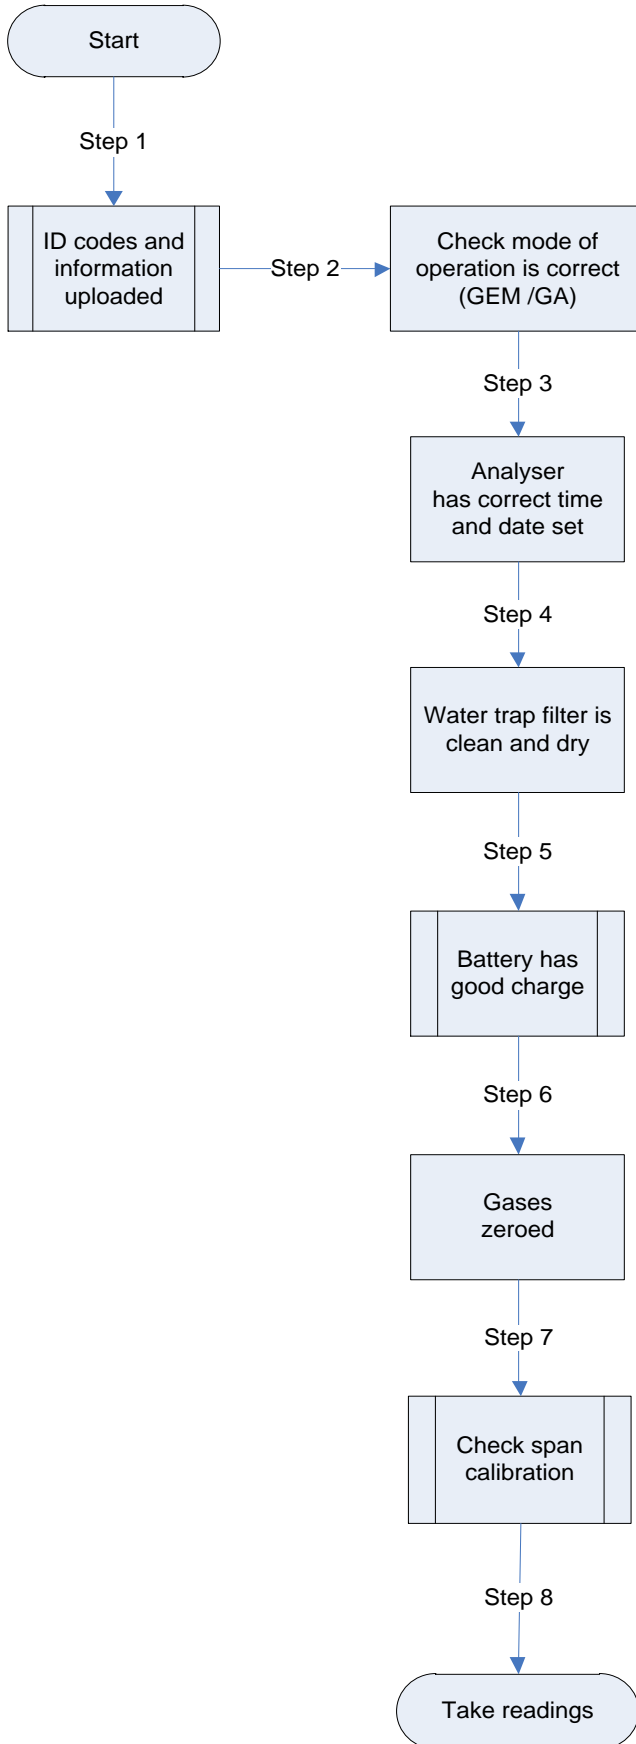 Start
Step 1
ID codes and
information
uploaded
Step 2
Check mode of
operation is correct
(GEM /GA)
Step 3
Analyser
has correct time
and date set
Step 4
Water trap filter is
clean and dry
Step 5
Battery has
good charge
Step 6
Gases
zeroed
Step 7
Check span
calibration
Step 8
Take readings